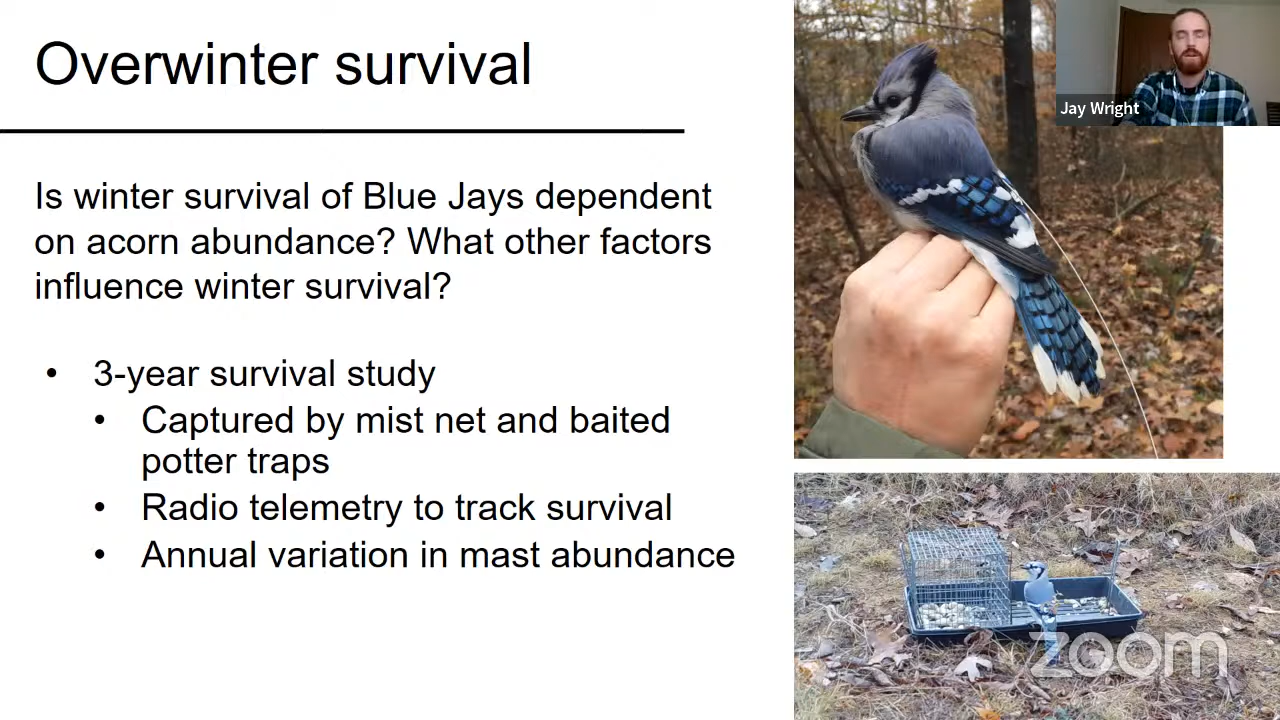 Overwinter survival
Jay Wright
Is winter survival of Blue Jays dependent
on acorn abundance? What other factors
influence winter survival?
• 3-year survival study
• Captured by mist net and baited
potter traps
• Radio telemetry to track survival
• Annual variation in mast abundance
zoom